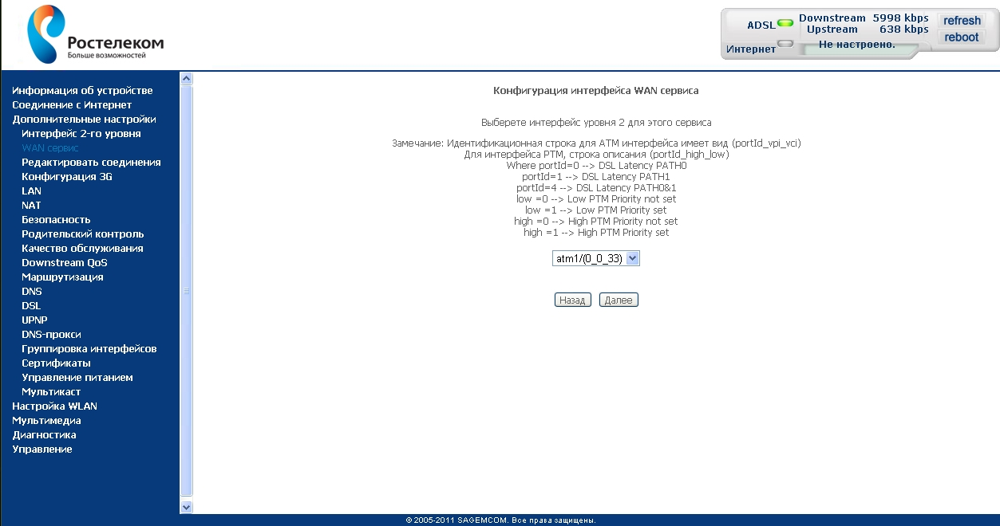 Ростелеком
Больше возможностей
ADSL
Downstream 5998 kbps
Upstream 638 kbps
Интернет
Не настроено.
refresh
reboot
Информация об устройстве
Соединение с Интернет
Дополнительные настройки
Интерфейс 2-го уровня
WAN сервис
Редактировать соединения
Конфигурация 3G
LAN
NAT
Безопасность
Родительский контроль
Качество обслуживания
Downstream QoS
Маршрутизация
DNS
DSL
UPNP
DNS-прокси
Группировка интерфейсов
Сертификаты
Управление питанием
Мультикаст
Настройка WLAN
Мультимедиа
Диагностика
Управление
Конфигурация интерфейса WAN сервиса
Выберете интерфейс уровня 2 для этого сервиса
Замечание: Идентификационная строка для ATM интерфейса имеет вид (portId_vpi_vci)
Для интерфейса PTM, строка описания (portId_high_low)
Where portId=0 --> DSL Latency PATH0
portId=1 --> DSL Latency PATH1
portId=4 --> DSL Latency PATH0&1
low =0 --> Low PTM Priority not set
low =1 --> Low PTM Priority set
high =0 --> High PTM Priority not set
high =1 --> High PTM Priority set
atm1/(0_0_33)
Назад Далее
© 2005-2011 SAGEMCOM. Все права защищены.